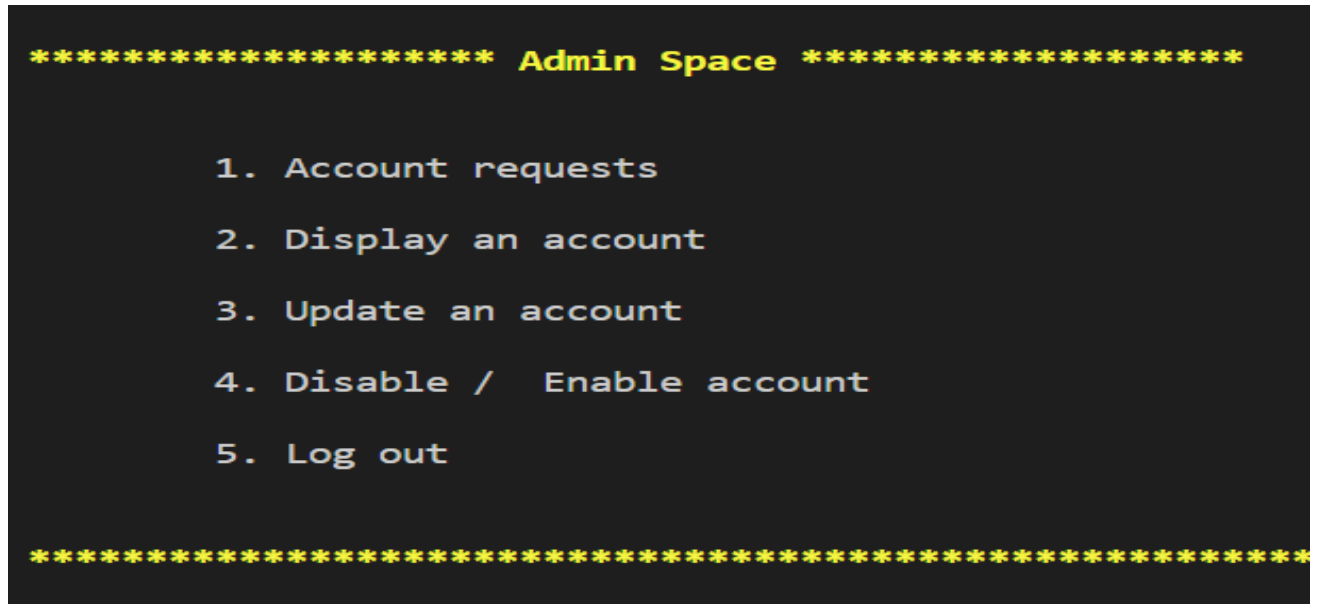 ******************** Admin Space *******************
1. Account requests
2. Display an account
3. Update an account
4. Disable /  Enable account
5. Log out
*******************************************************